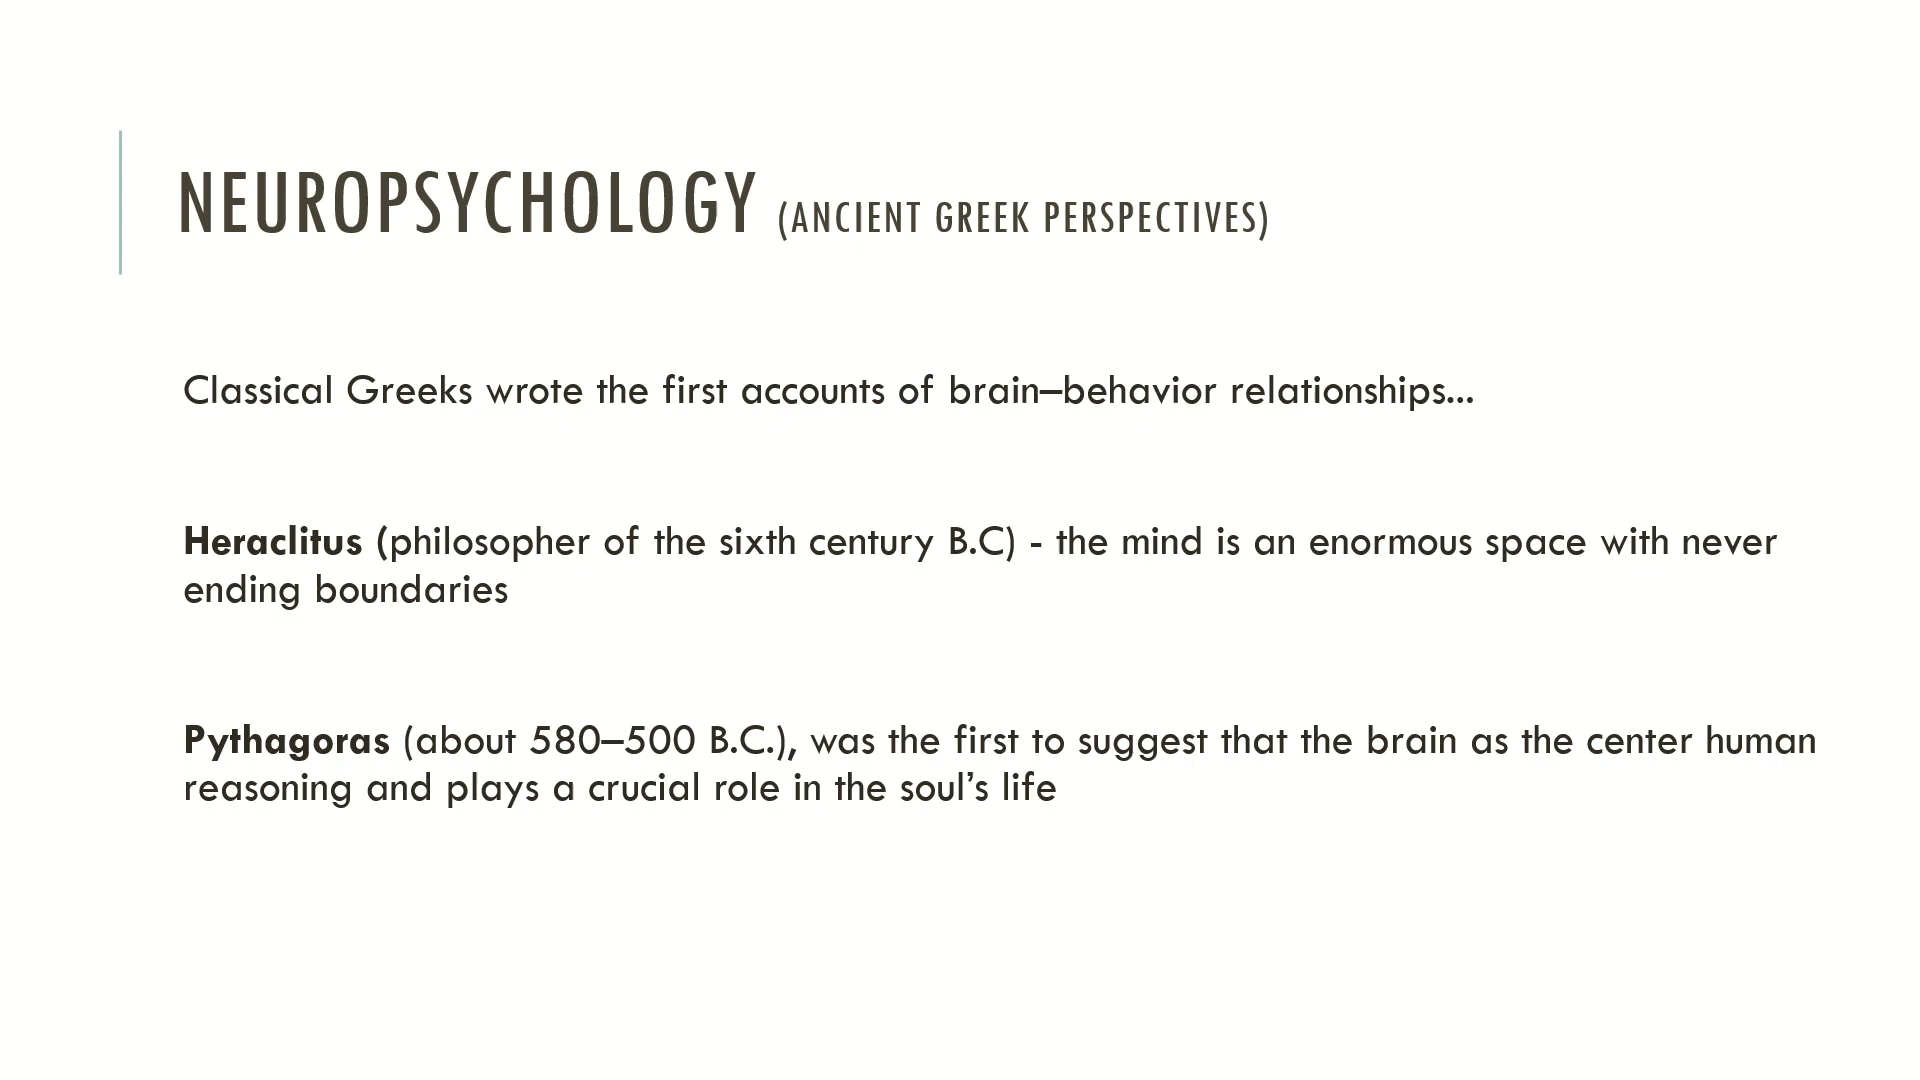 NEUROPSYCHOLOGY (ANCIENT GREEK PERSPECTIVES)
Classical Greeks wrote the first accounts of brain–behavior relationships...
Heraclitus (philosopher of the sixth century B.C) - the mind is an enormous space with never
ending boundaries
Pythagoras (about 580–500 B.C.), was the first to suggest that the brain as the center human
reasoning and plays a crucial role in the soul’s life